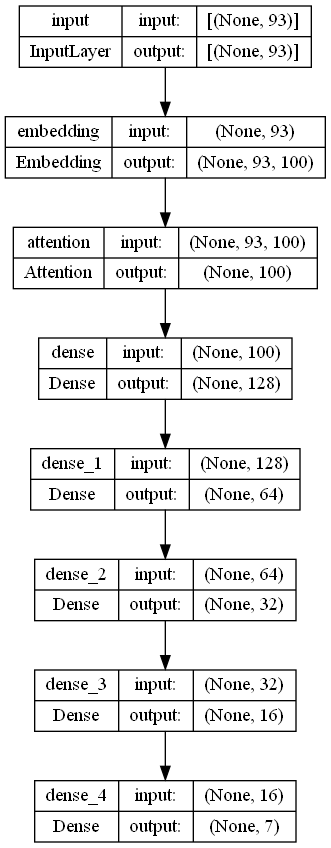 input input: [(None, 93)]
InputLayer output: [(None, 93)]
embedding input: (None, 93)
Embedding output: (None, 93, 100)
attention input: (None, 93, 100)
Attention output: (None, 100)
dense input: (None, 100)
Dense output: (None, 128)
dense_1 input: (None, 128)
Dense output: (None, 64)
dense_2 input: (None, 64)
Dense output: (None, 32)
dense_3 input: (None, 32)
Dense output: (None, 16)
dense_4 input: (None, 16)
Dense output: (None, 7)